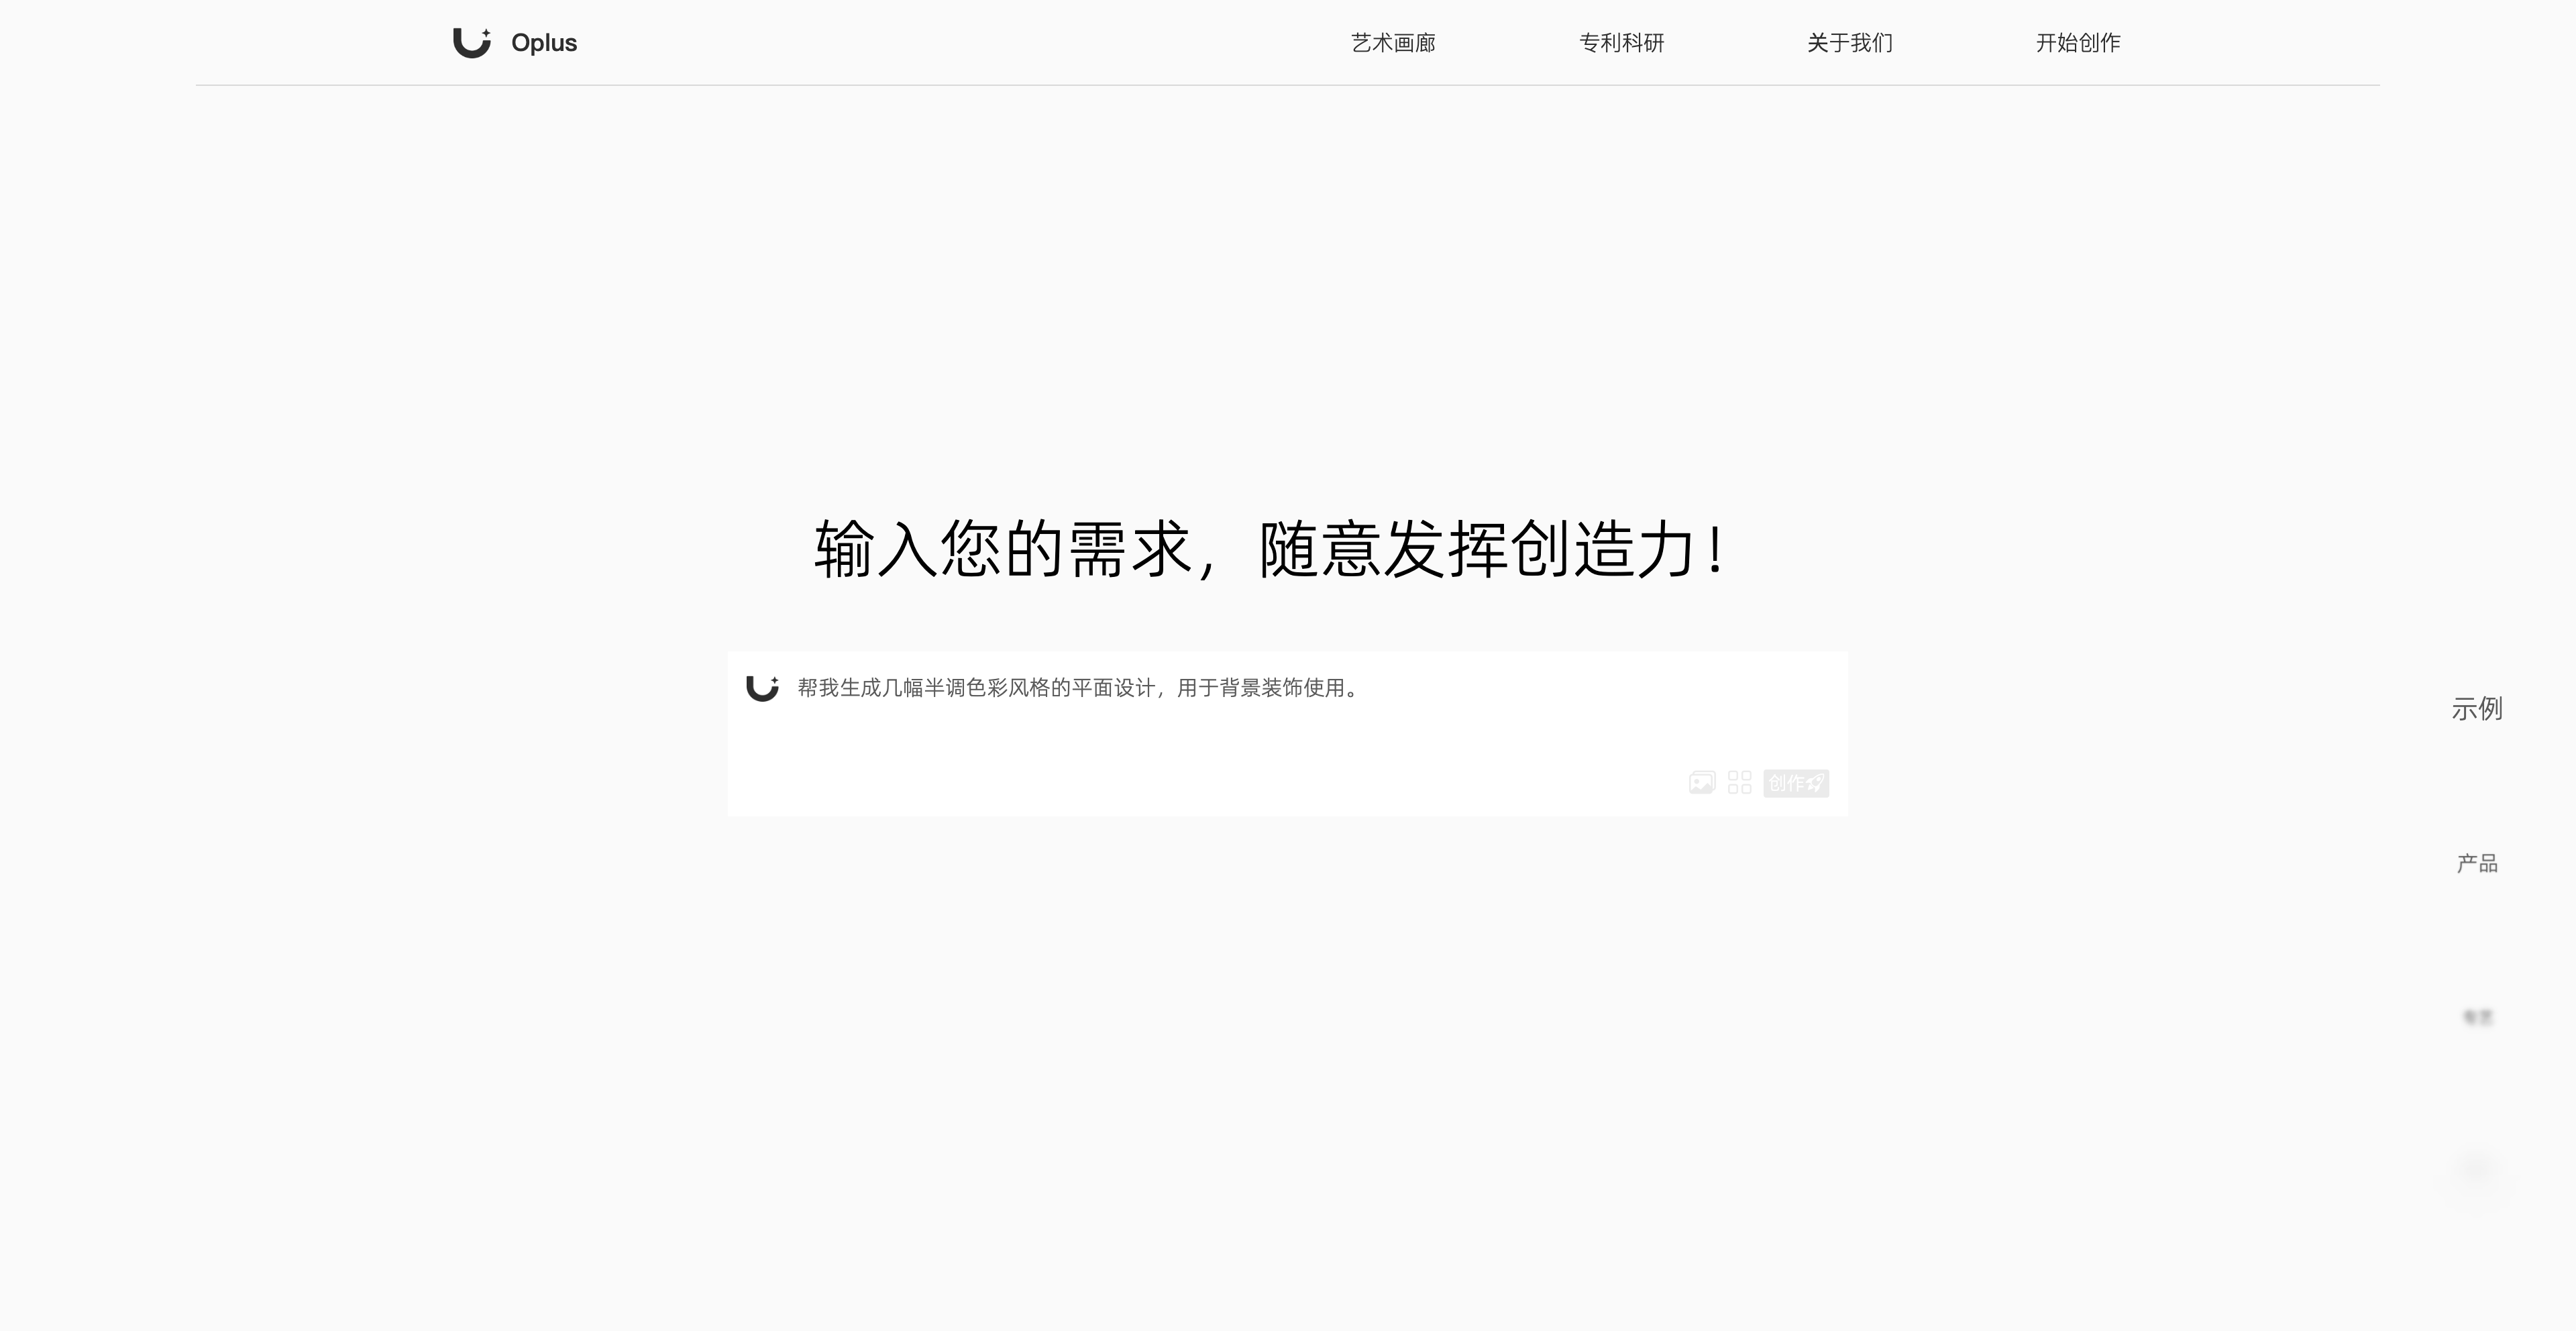 Oplus
艺术画廊
专利科研
关于我们
开始创作
输入您的需求，随意发挥创造力！
帮我生成几幅半调色彩风格的平面设计，用于背景装饰使用。
创作
示例
产品